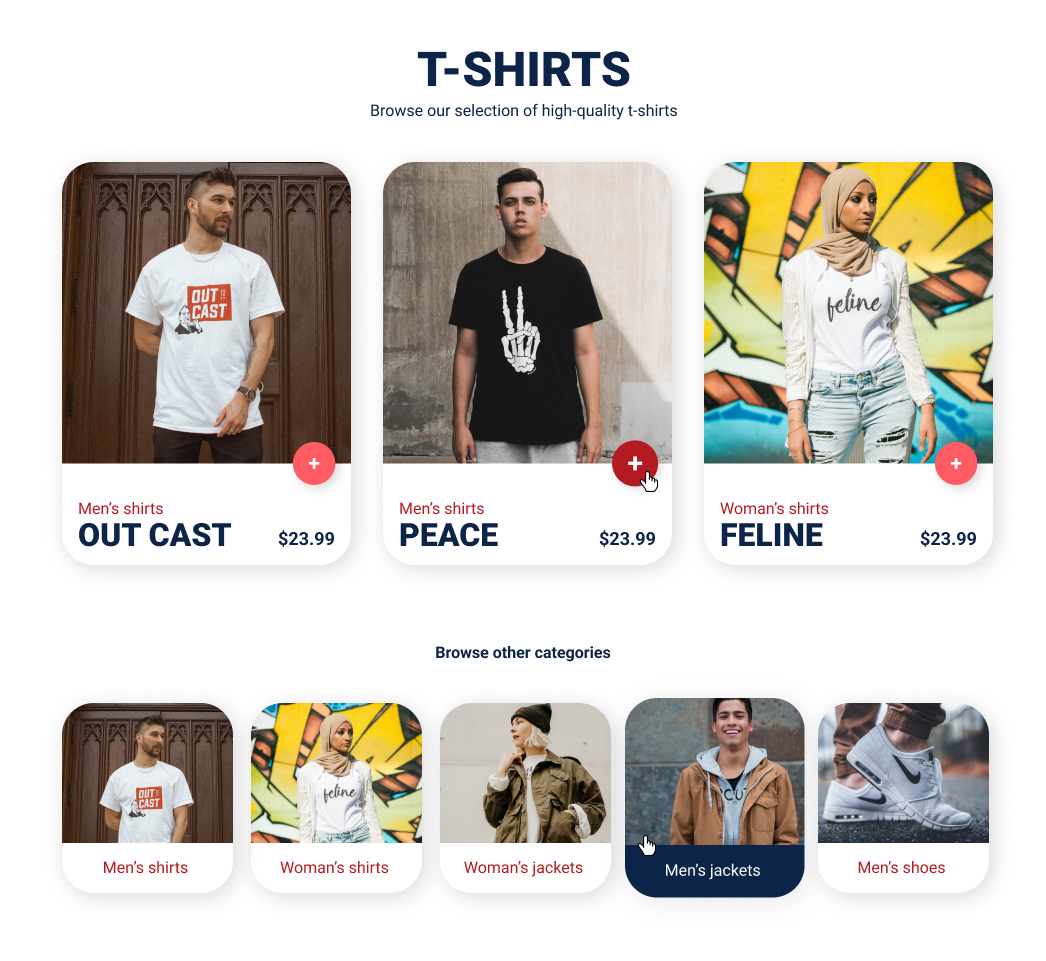 T-SHIRTS
Browse our selection of high-quality t-shirts
OUT
CAST
feline
+
+
+
Men's shirts
OUT CAST
$23.99
Men's shirts
PEACE
$23.99
Woman's shirts
FELINE
$23.99
Browse other categories
OUT
CAST
feline
Men's shirts
Woman's shirts
Woman's jackets
Men's jackets
Men's shoes